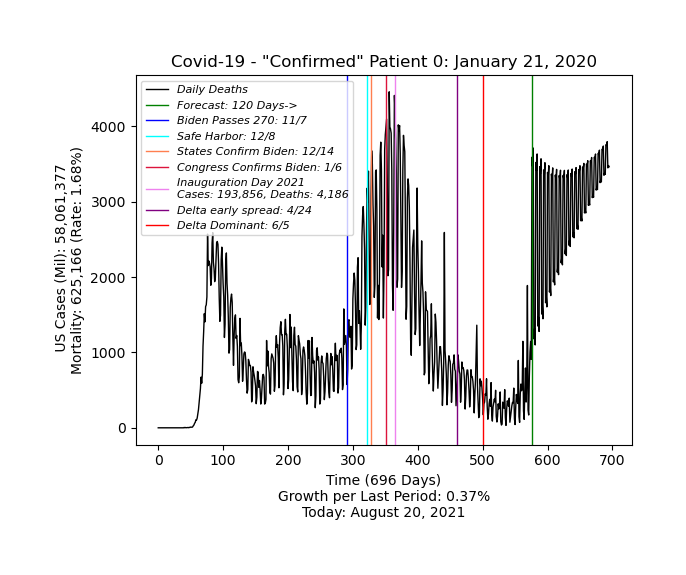 Covid-19 - "Confirmed" Patient 0: January 21, 2020
Daily Deaths
Forecast: 120 Days->
Biden Passes 270: 11/7
Safe Harbor: 12/8
States Confirm Biden: 12/14
Congress Confirms Biden: 1/6
Inauguration Day 2021
Cases: 193,856, Deaths: 4,186
Delta early spread: 4/24
Delta Dominant: 6/5
US Cases (Mil): 58,061,377
Mortality: 625,166 (Rate: 1.68%)
4000
3000
2000
1000
0
0 100 200 300 400 500 600 700
Time (696 Days)
Growth per Last Period: 0.37%
Today: August 20, 2021